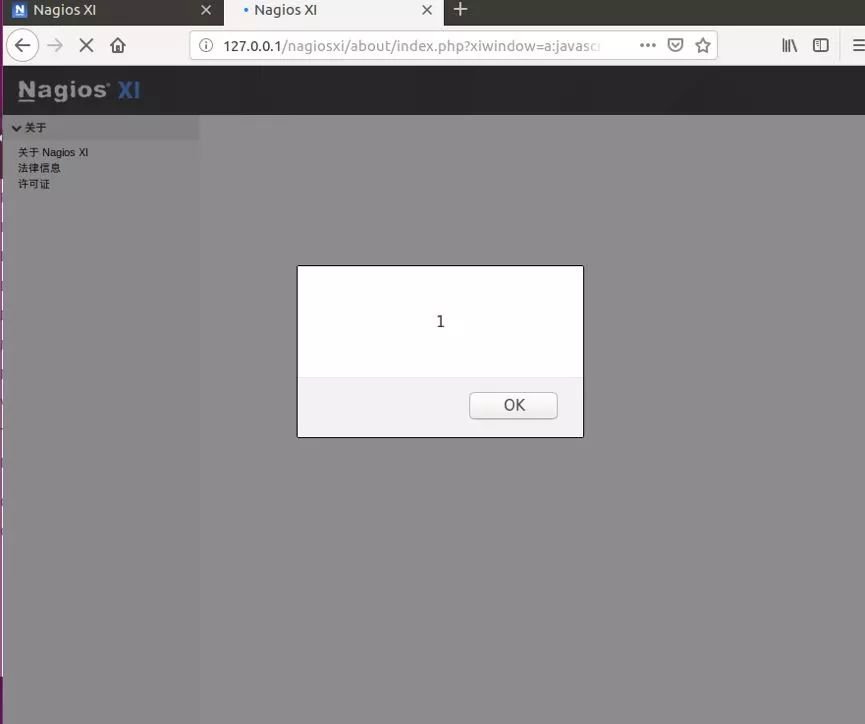 Nagios XI
Nagios XI
127.0.0.1/nagiosxi/about/index.php?xiwindow=a:javasc
Nagios® XI
关于
关于 Nagios XI
法律信息
许可证
1
OK